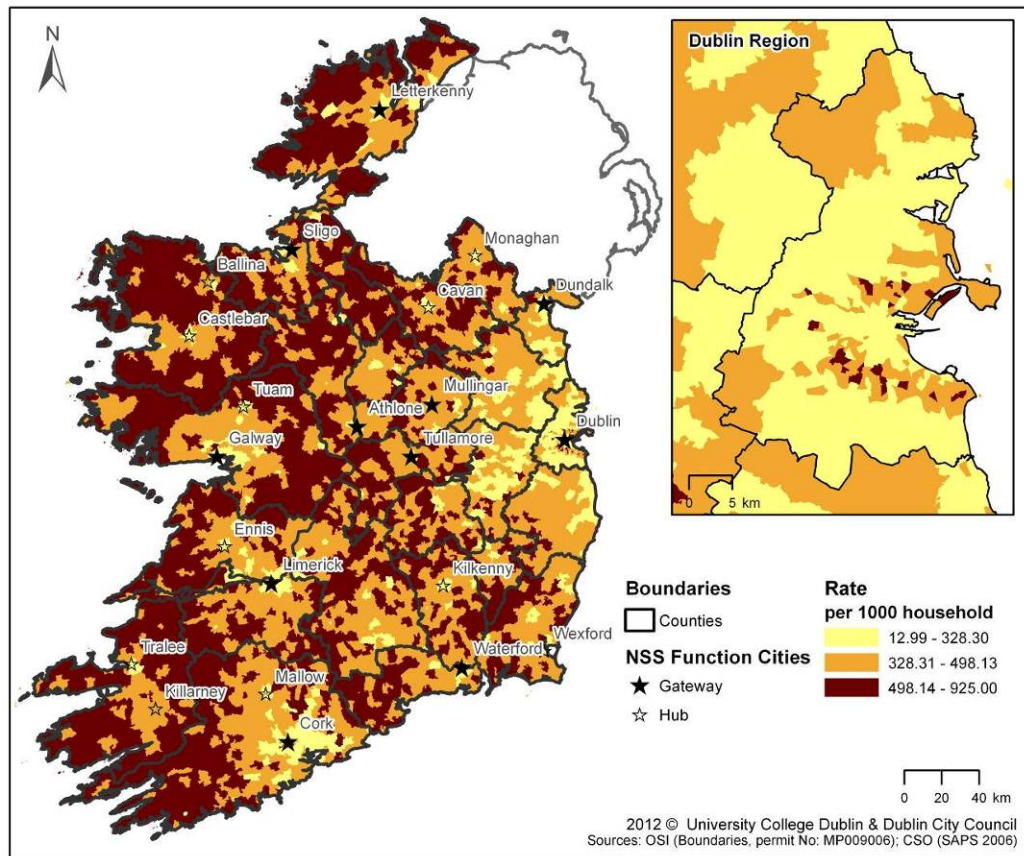 N
Letterkenny
Sligo
Monaghan
Ballina
Cavan
Dundalk
Castlebar
Tuam
Mullingar
Athlone
Galway
Tullamore
Dublin
Ennis
Limerick
Kilkenny
Tralee
Wexford
Waterford
Killarney
Mallow
Cork
Dublin Region
0 5 km
Boundaries
Counties
NSS Function Cities
Gateway
Hub
Rate
per 1000 household
12.99 - 328.30
328.31 - 498.13
498.14 - 925.00
0 20 40 km
2012 © University College Dublin & Dublin City Council
Sources: OSI (Boundaries, permit No: MP009006); CSO (SAPS 2006)